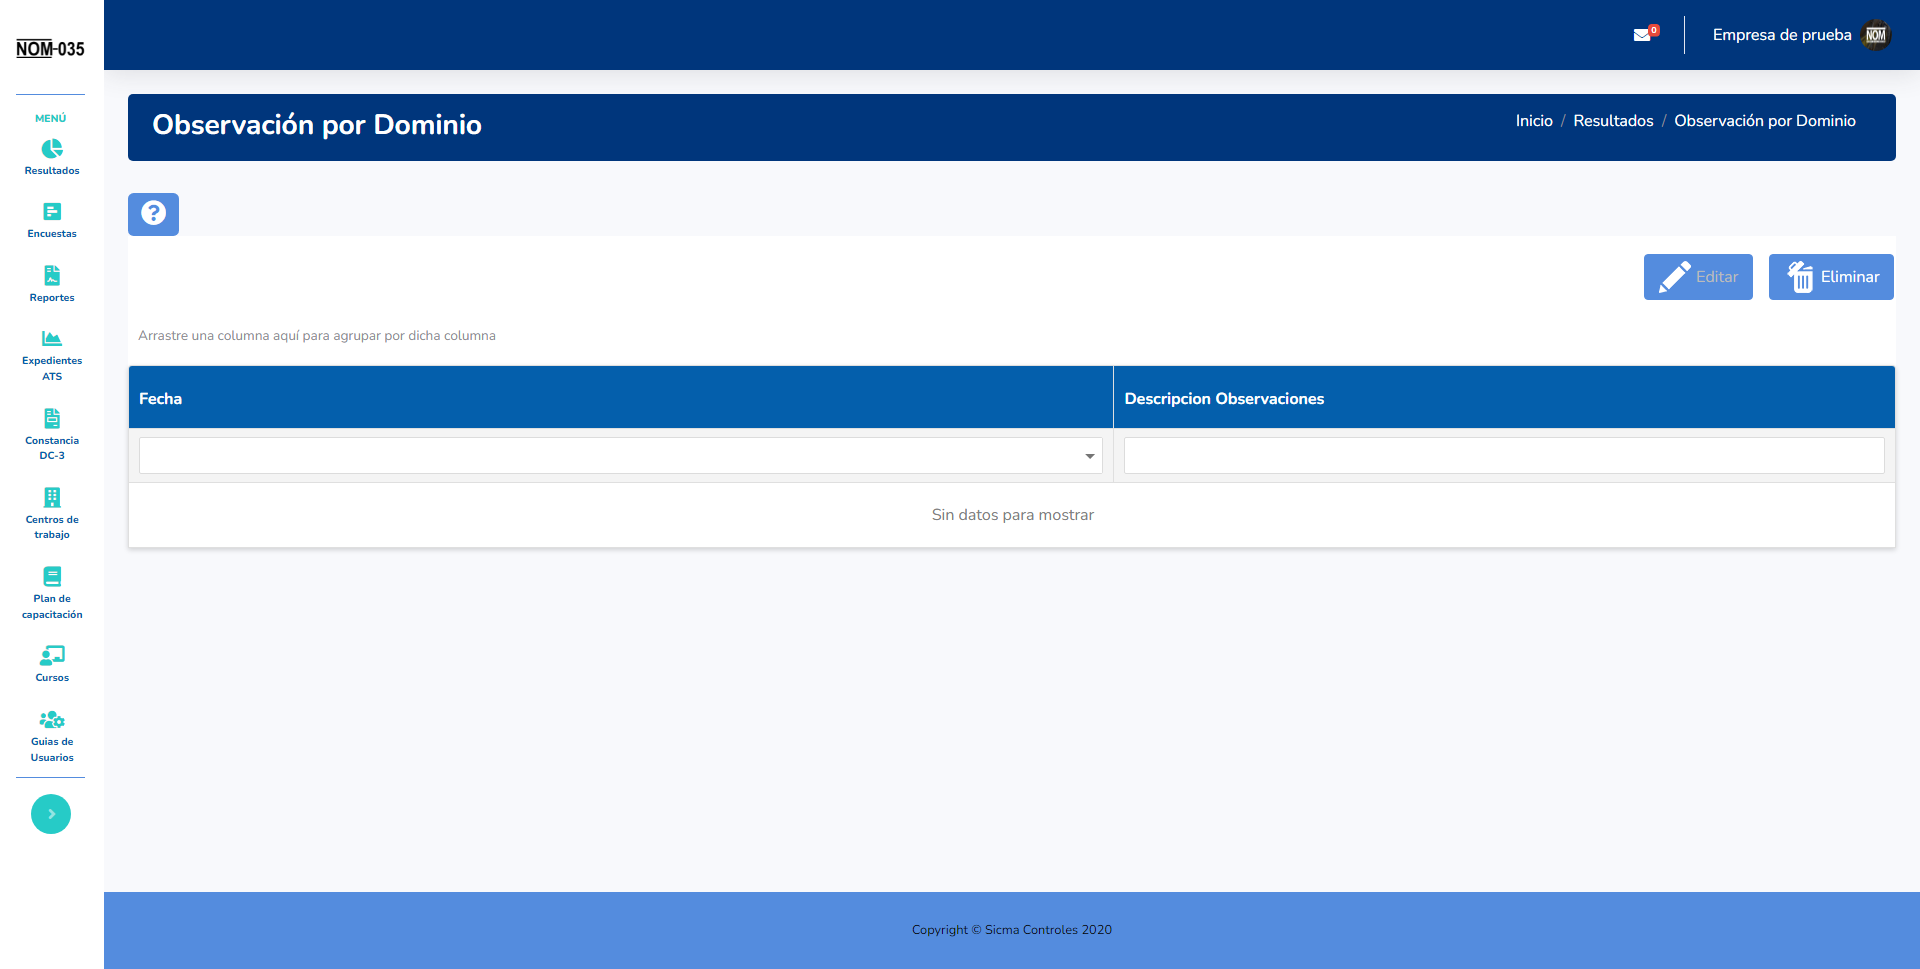 NOM-035
MENÚ
Resultados
Encuestas
Reportes
Expedientes
ATS
Constancia
DC-3
Centros de
trabajo
Plan de
capacitación
Cursos
Guias de
Usuarios
0
Empresa de prueba
NOM
Observación por Dominio
Inicio / Resultados / Observación por Dominio
Editar
Eliminar
Arrastre una columna aquí para agrupar por dicha columna
Fecha
Descripcion Observaciones
Sin datos para mostrar
Copyright © Sicma Controles 2020